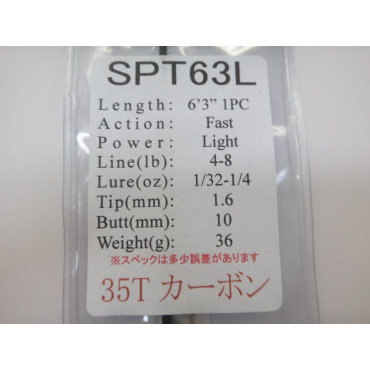 SPT63L
Length: 6'3" 1PC
Action: Fast
Power: Light
Line(lb): 4-8
Lure(oz): 1/32-1/4
Tip(mm): 1.6
Butt(mm): 10
Weight(g): 36
※スペックは多少誤差があります
35T カーボン